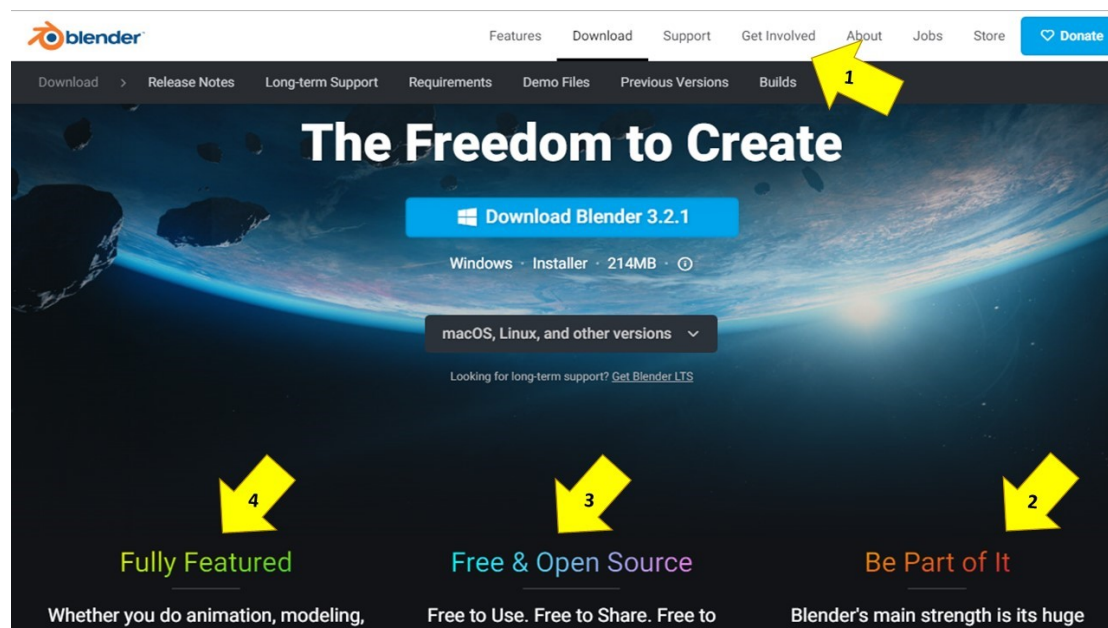 blender
Features Download Support Get Involved About Jobs Store Donate
1
Download > Release Notes Long-term Support Requirements Demo Files Previous Versions Builds
The Freedom to Create
Download Blender 3.2.1
Windows · Installer · 214MB ·
macOS, Linux, and other versions
Looking for long-term support? Get Blender LTS
4 3 2
Fully Featured Free & Open Source Be Part of It
Whether you do animation, modeling, Free to Use. Free to Share. Free to Blender's main strength is its huge